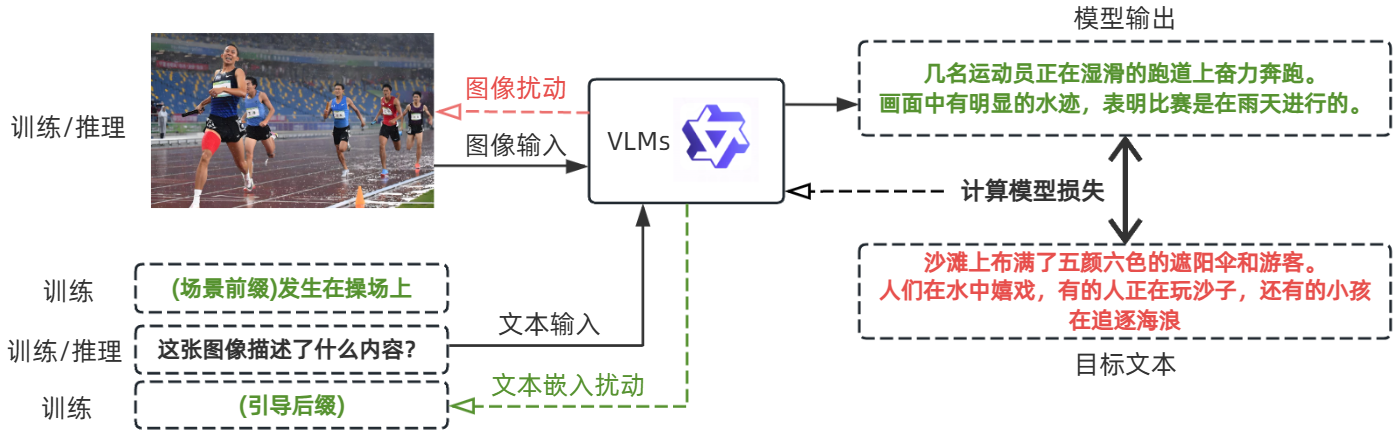 模型输出
几名运动员正在湿滑的跑道上奋力奔跑。
画面中有明显的水迹，表明比赛是在雨天进行的。
训练/推理
图像扰动
图像输入
VLMs
计算模型损失
沙滩上布满了五颜六色的遮阳伞和游客。
人们在水中嬉戏，有的人正在玩沙子，还有的小孩
在追逐海浪
目标文本
训练
(场景前缀)发生在操场上
训练/推理
这张图像描述了什么内容？
文本输入
训练
(引导后缀)
文本嵌入扰动